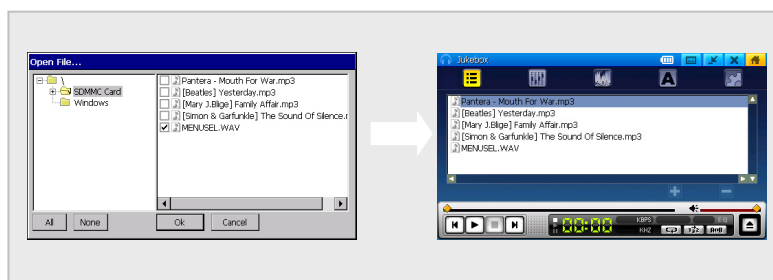 Open File...
\
SDMMC Card
Windows
Pantera - Mouth For War.mp3
[Beatles] Yesterday.mp3
[Mary J.Blige] Family Affair.mp3
[Simon & Garfunkle] The Sound Of Silence.r
MENUSEL.WAV
All
None
Ok
Cancel
Jukebox
A
Pantera - Mouth For War.mp3
[Beatles] Yesterday.mp3
[Mary J.Blige] Family Affair.mp3
[Simon & Garfunkle] The Sound Of Silence.mp3
MENUSEL.WAV
00:00
KBPS
KHZ
EQ